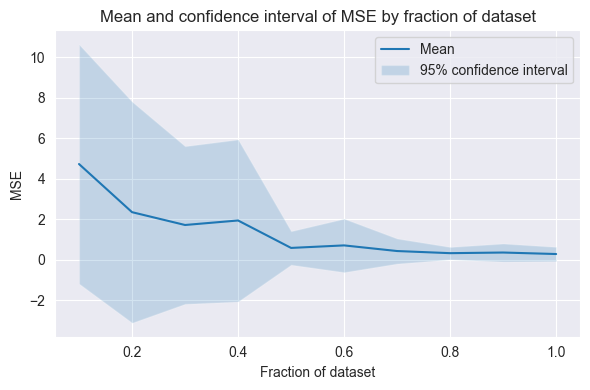 Mean and confidence interval of MSE by fraction of dataset
Mean
95% confidence interval
MSE
10
8
6
4
2
0
−2
0.2 0.4 0.6 0.8 1.0
Fraction of dataset